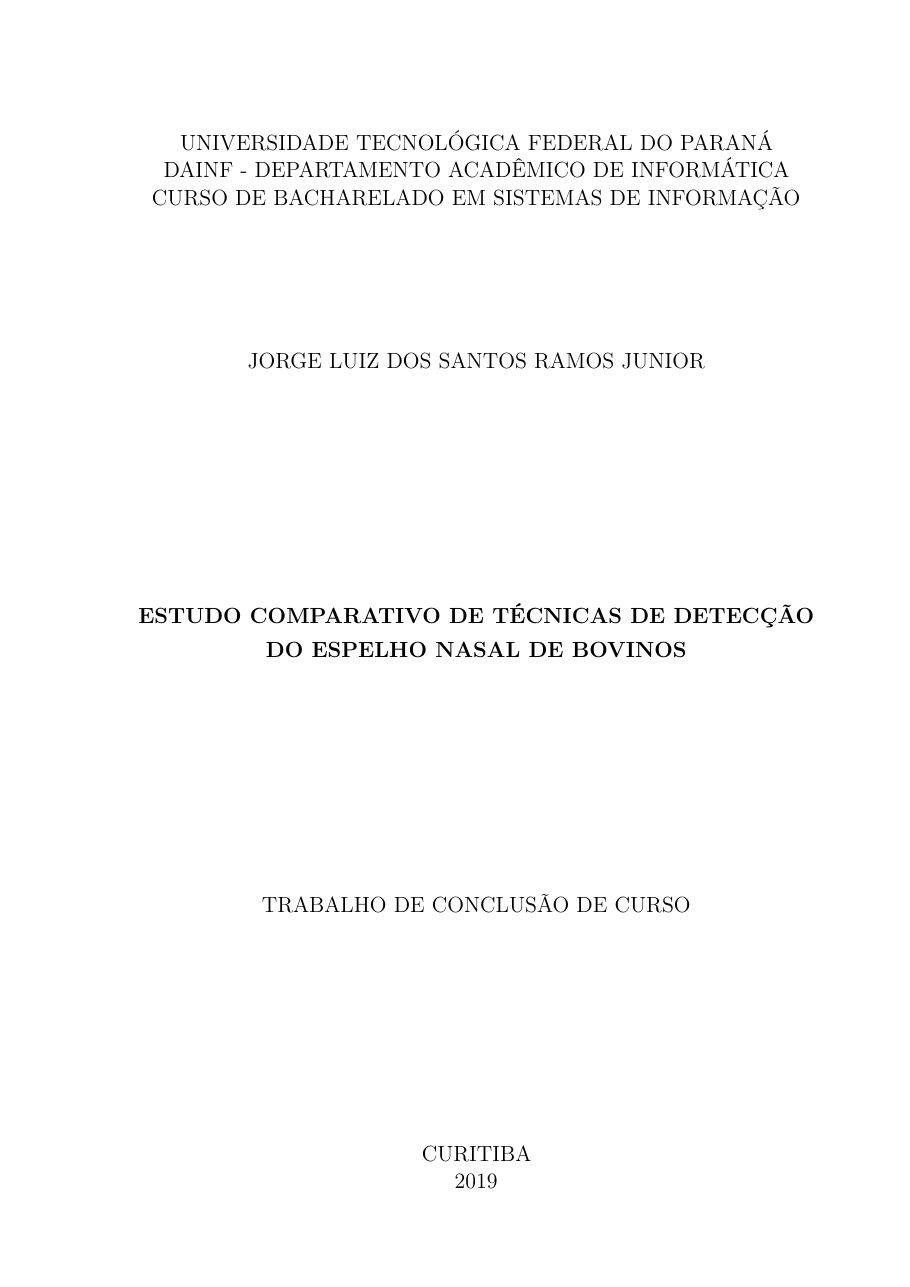 UNIVERSIDADE TECNOLÓGICA FEDERAL DO PARANÁ
DAINF - DEPARTAMENTO ACADÊMICO DE INFORMÁTICA
CURSO DE BACHARELADO EM SISTEMAS DE INFORMAÇÃO
JORGE LUIZ DOS SANTOS RAMOS JUNIOR
ESTUDO COMPARATIVO DE TÉCNICAS DE DETECÇÃO
DO ESPELHO NASAL DE BOVINOS
TRABALHO DE CONCLUSÃO DE CURSO
CURITIBA
2019